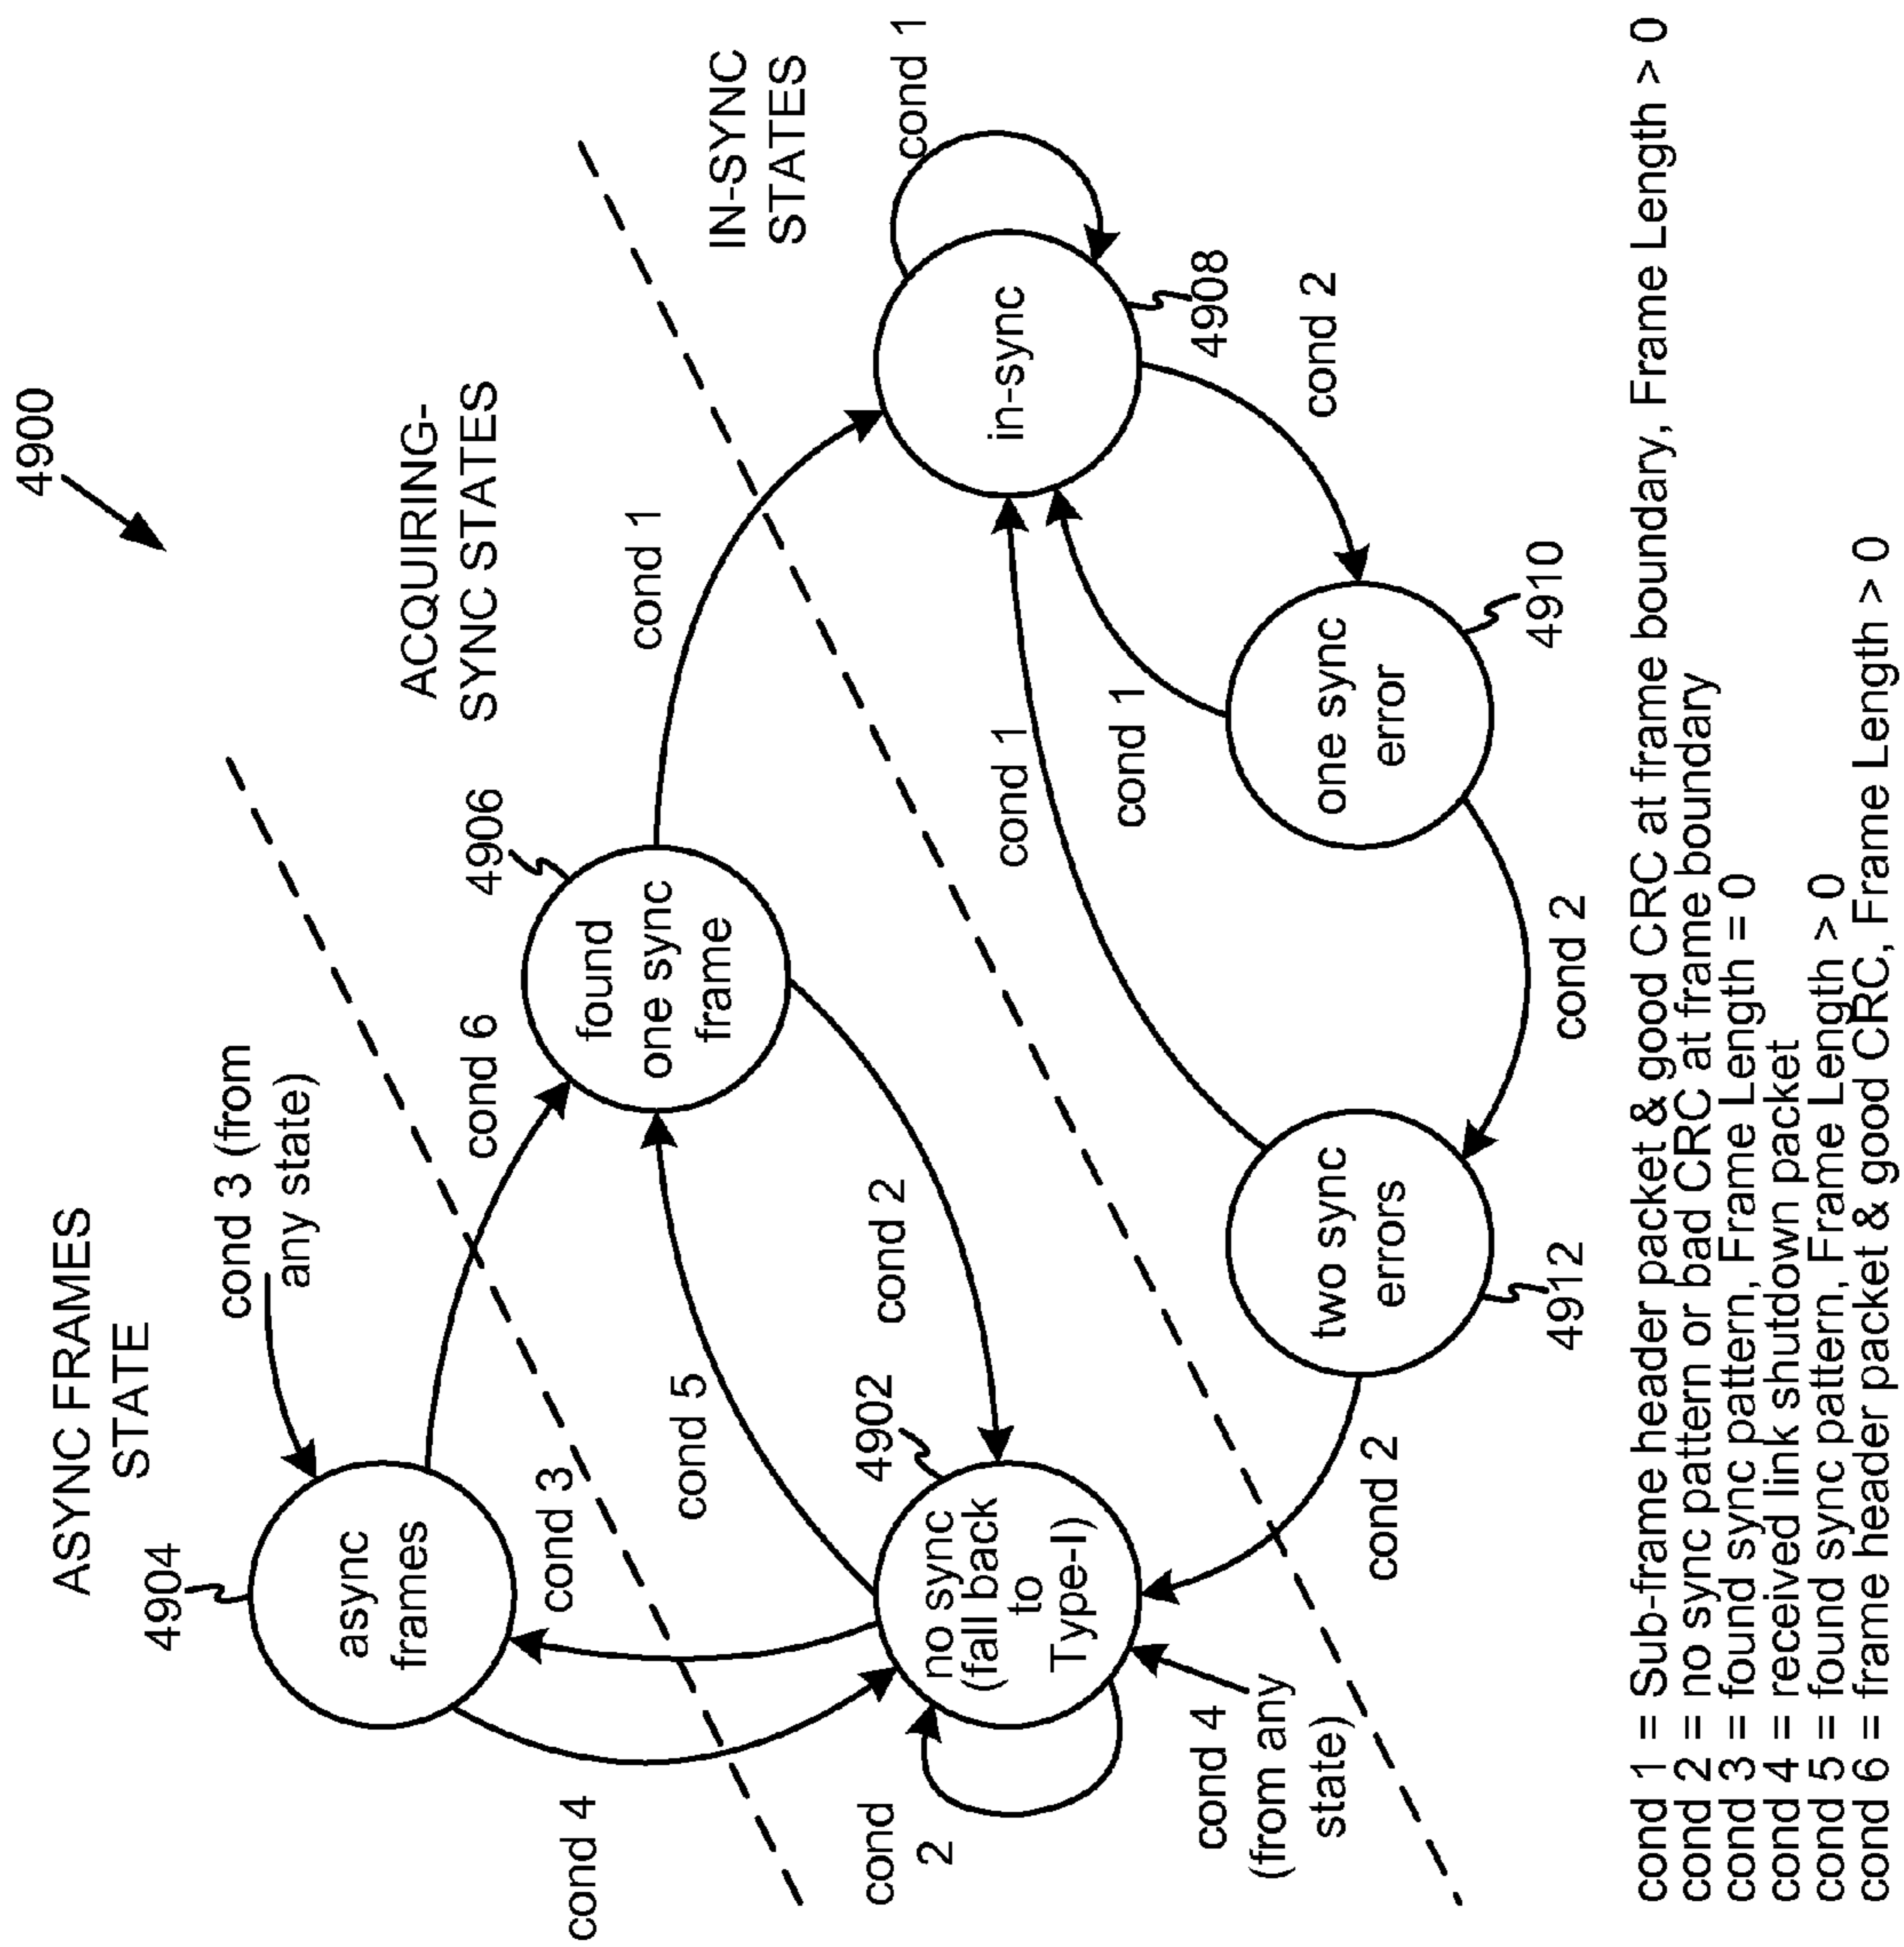 4900
ASYNC FRAMES
STATE
ACQUIRING-
SYNC STATES
IN-SYNC
STATES
4904
async
frames
cond 3 (from
any state)
cond 6
4906
found
one sync
frame
cond 1
cond 3
cond 4
cond 5
cond 2
4902
no sync
(fall back
to
Type-I)
cond
2
cond 4
(from any
state)
cond 1
in-sync
4908
cond 2
cond 1
cond 1
one sync
error
4910
cond 2
two sync
errors
4912
cond 2
cond 1 = Sub-frame header packet & good CRC at frame boundary, Frame Length > 0
cond 2 = no sync pattern or bad CRC at frame boundary
cond 3 = found sync pattern, Frame Length = 0
cond 4 = received link shutdown packet
cond 5 = found sync pattern, Frame Length > 0
cond 6 = frame header packet & good CRC, Frame Length > 0